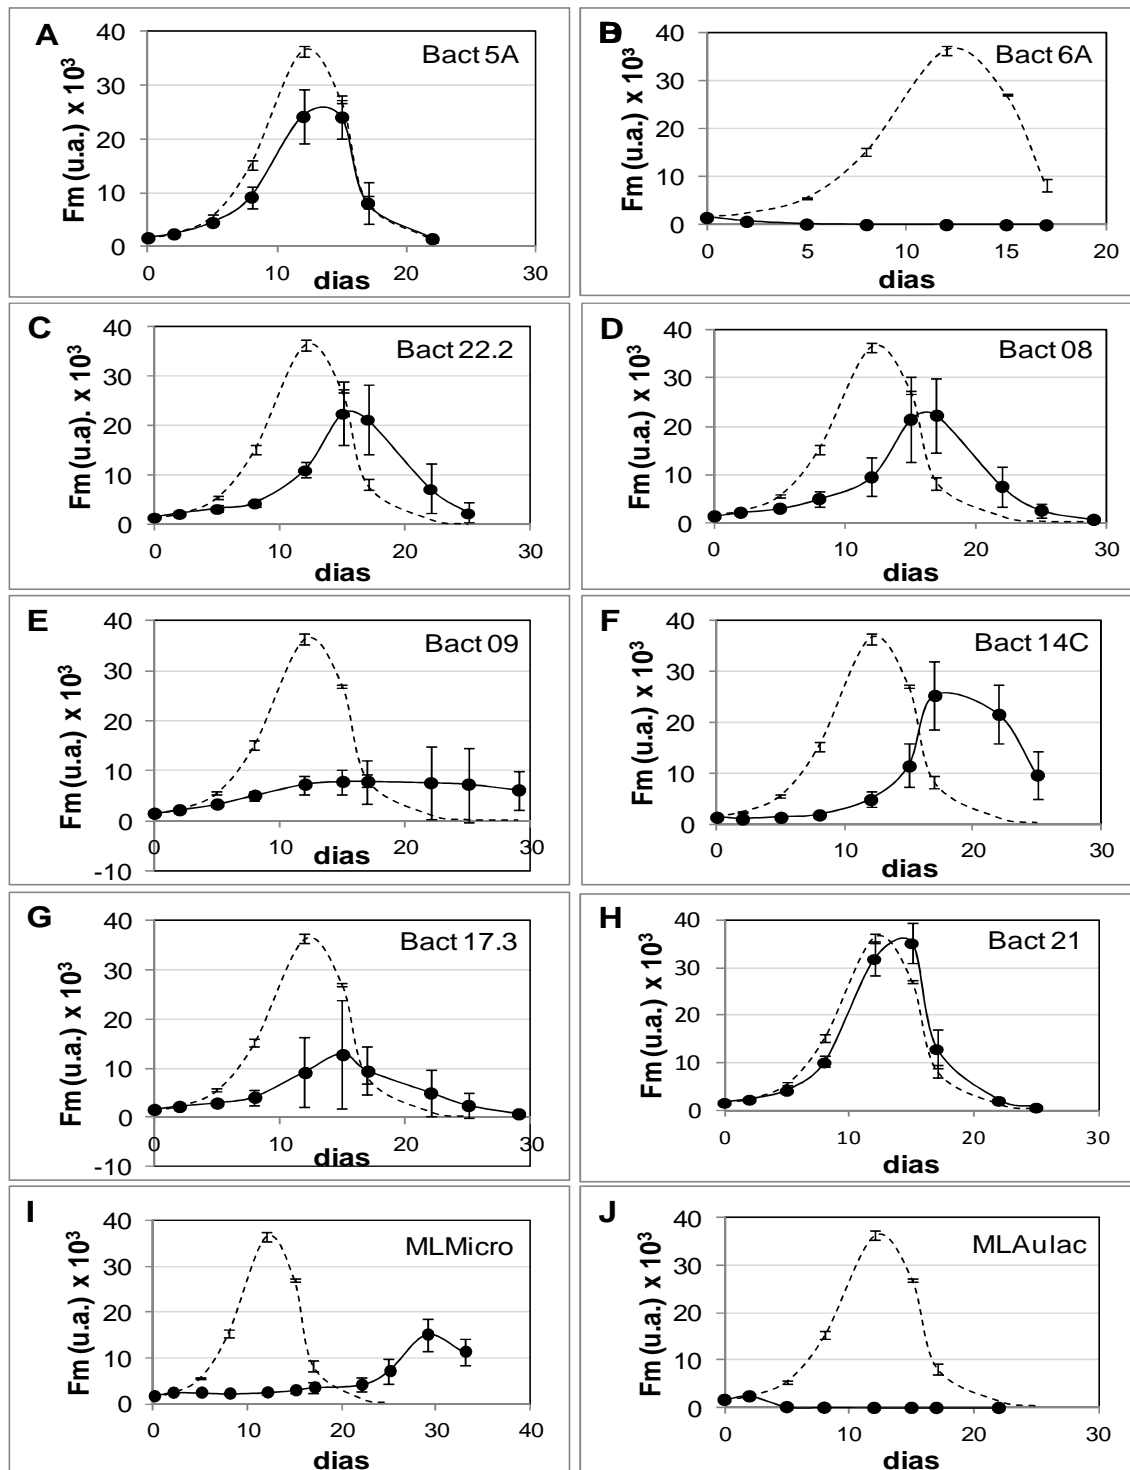 A
Bact 5A
Fm (u.a.) x 10³
40
30
20
10
0
0 10 20 30
dias
Bact 6A
Fm (u.a.) x 10³
40
30
20
10
0
0 5 10 15 20
dias
C
Bact 22.2
Fm (u.a). x 10³
40
30
20
10
0
0 10 20 30
dias
D
Bact 08
Fm (u.a.) x 10³
40
30
20
10
0
0 10 20 30
dias
E
Bact 09
Fm (u.a.) x 10³
40
30
20
10
0
-10
0 10 20 30
dias
F
Bact 14C
Fm (u.a.) x 10³
40
30
20
10
0
0 10 20 30
dias
G
Bact 17.3
Fm (u.a.) x 10³
40
30
20
10
0
-10
0 10 20 30
dias
H
Bact 21
Fm (u.a.) x 10³
40
30
20
10
0
0 10 20 30
dias
I
MLMicro
Fm (u.a.) x 10³
40
30
20
10
0
0 10 20 30 40
dias
J
MLAulac
Fm (u.a.) x 10³
40
30
20
10
0
0 10 20 30
dias